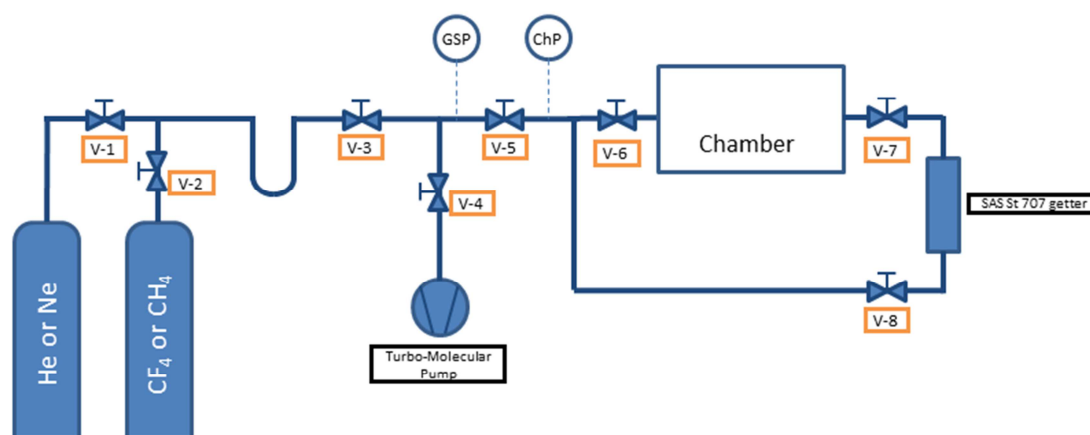 GSP
ChP
V-1
V-2
V-3
V-4
V-5
V-6
Chamber
V-7
SAS St 707 getter
V-8
Turbo-Molecular
Pump
He or Ne
CF4 or CH4